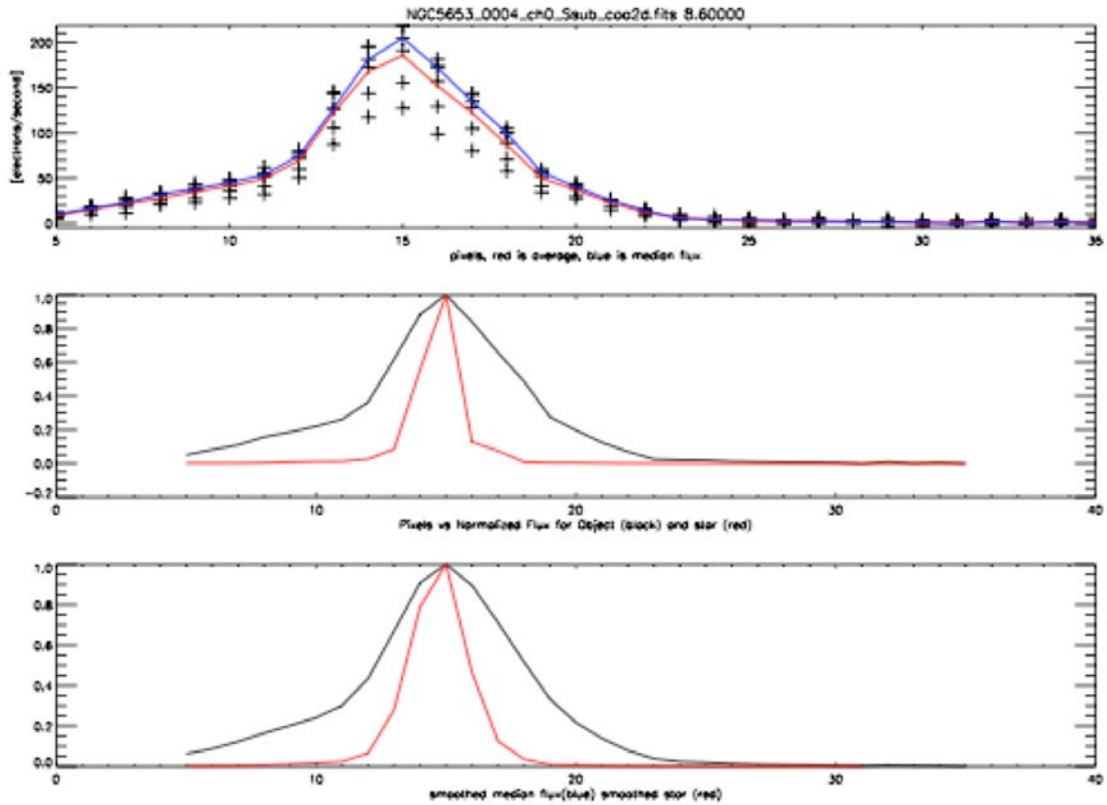 NGC5653_0004_ch0_Ssub_coa2d.fits 8.60000
[electrons/second]
200
150
100
50
0
5 10 15 20 25 30 35
pixels, red is average, blue is median flux
1.0
0.8
0.6
0.4
0.2
0.0
-0.2
0 10 20 30 40
Pixels vs Normalized Flux for Object (black) and star (red)
1.0
0.8
0.6
0.4
0.2
0.0
0 10 20 30 40
smoothed median flux(blue) smoothed star (red)